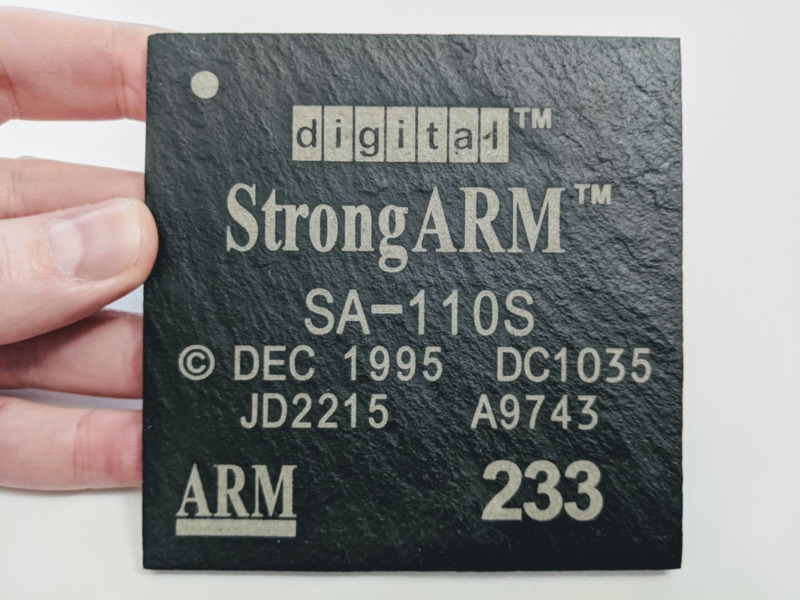 digital™
StrongARM™
SA-110S
© DEC 1995 DC1035
JD2215 A9743
ARM 233